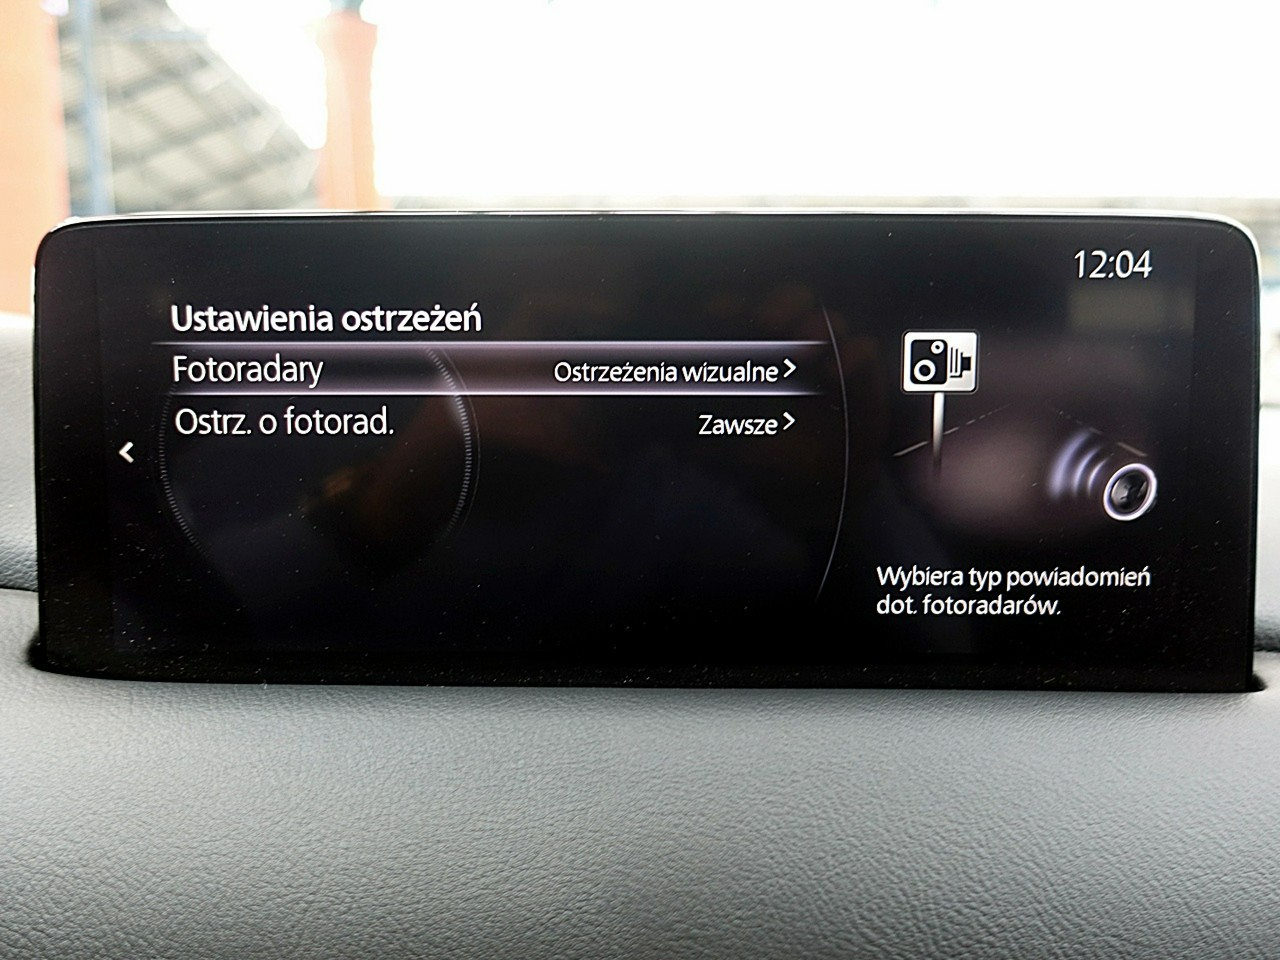 12:04
Ustawienia ostrzeżeń
Fotoradary Ostrzeżenia wizualne >
Ostrz. o fotorad. Zawsze >
<
Wybiera typ powiadomień
dot. fotoradarów.